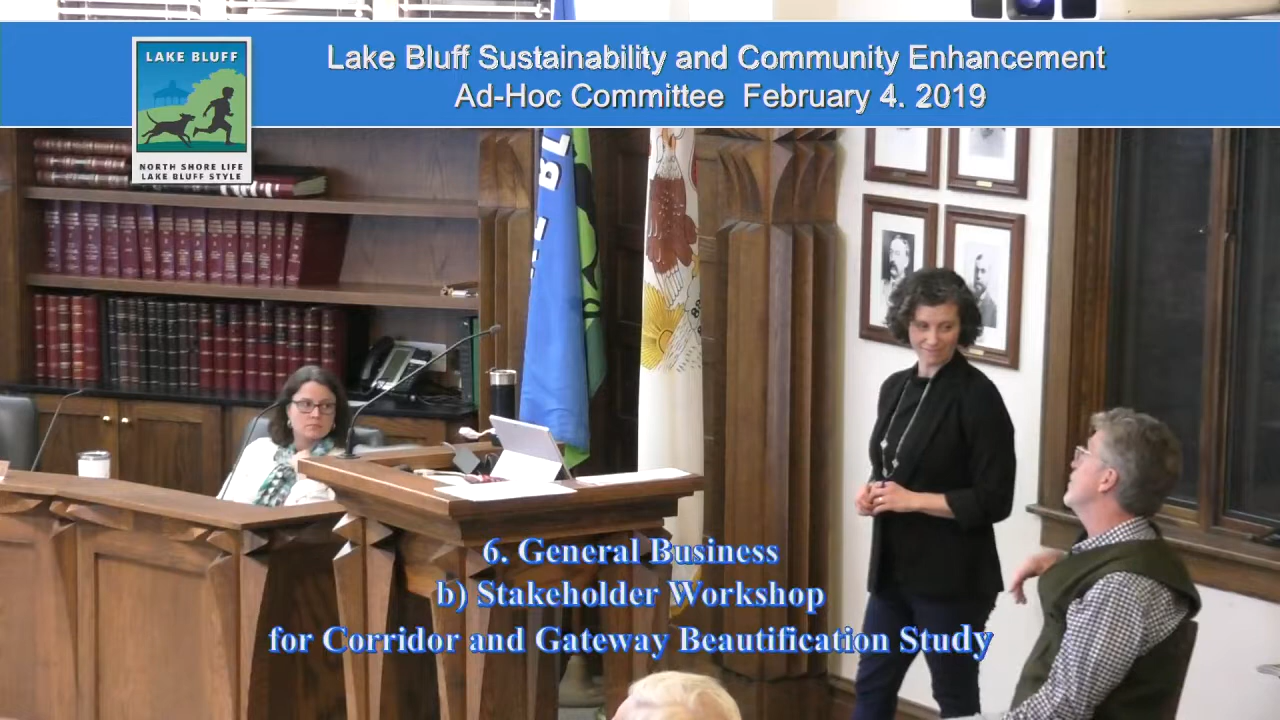 Lake Bluff Sustainability and Community Enhancement
Ad-Hoc Committee February 4. 2019
LAKE BLUFF
NORTH SHORE LIFE
LAKE BLUFF STYLE
6. General Business
b) Stakeholder Workshop
for Corridor and Gateway Beautification Study